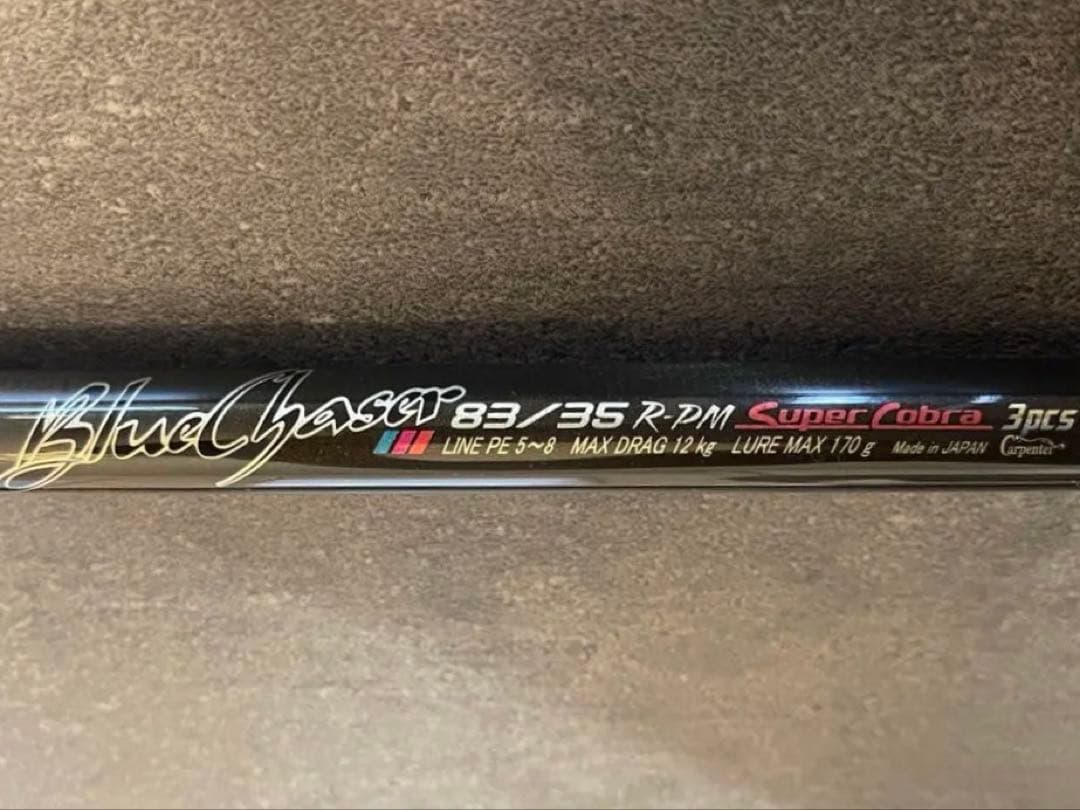 BlueChaser 83/35 R-PM Super Cobra 3pcs
LINE PE 5~8 MAX DRAG 12 kg LURE MAX 170 g Made in JAPAN Carpenter